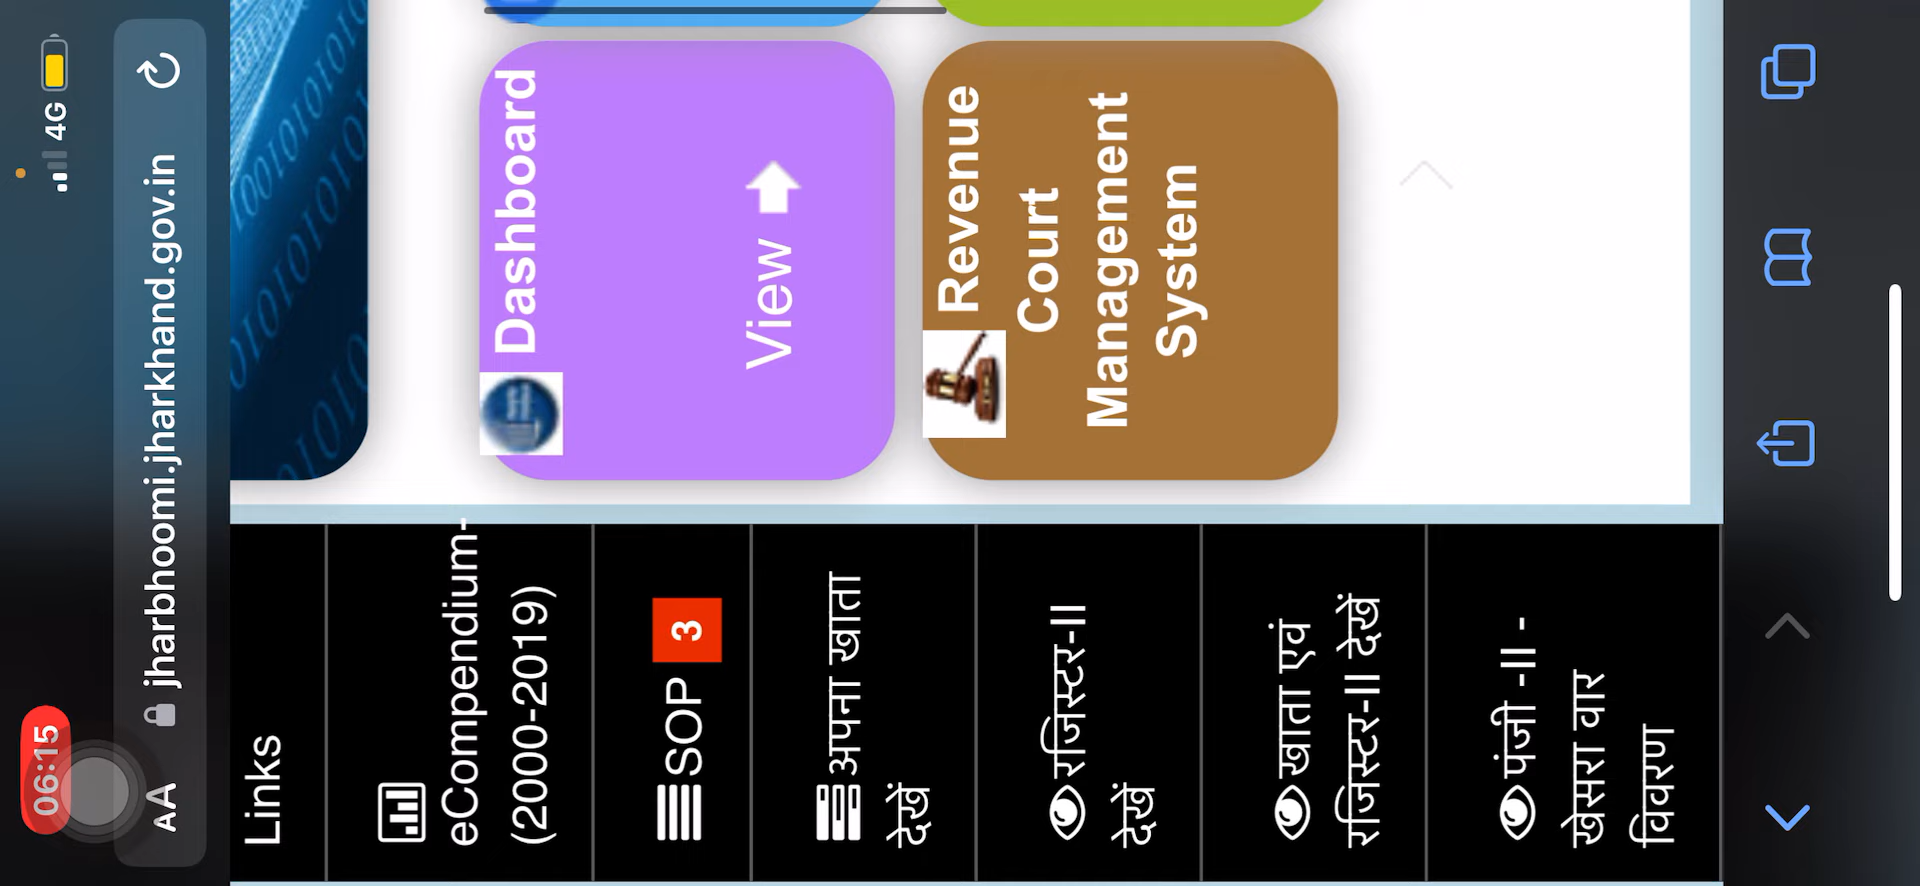 06:15
4G
AA
jharbhoomi.jharkhand.gov.in
Dashboard
View
Revenue
Court
Management
System
Links
eCompendium-
(2000-2019)
SOP 3
अपना खाता
देखें
रजिस्टर-II
देखें
खाता एवं
रजिस्टर-II देखें
पंजी -II -
खेसरा वार
विवरण